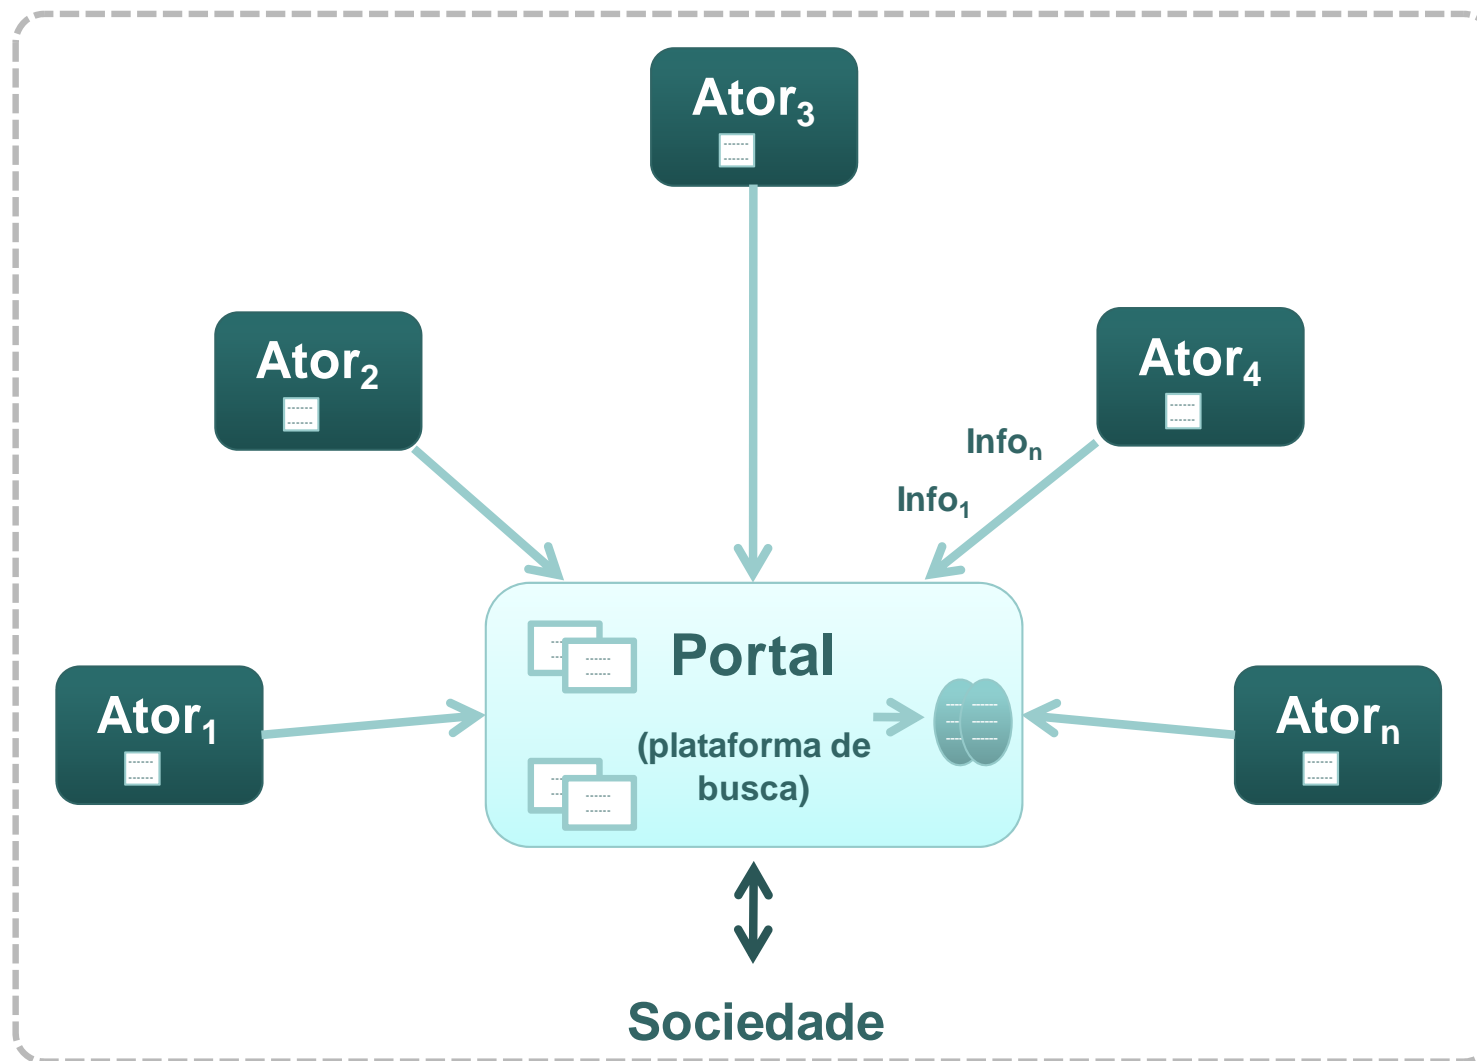 Ator₃
Ator₂
Ator₄
Infoₙ
Info₁
Portal
Ator₁
Atorₙ
(plataforma de
busca)
Sociedade